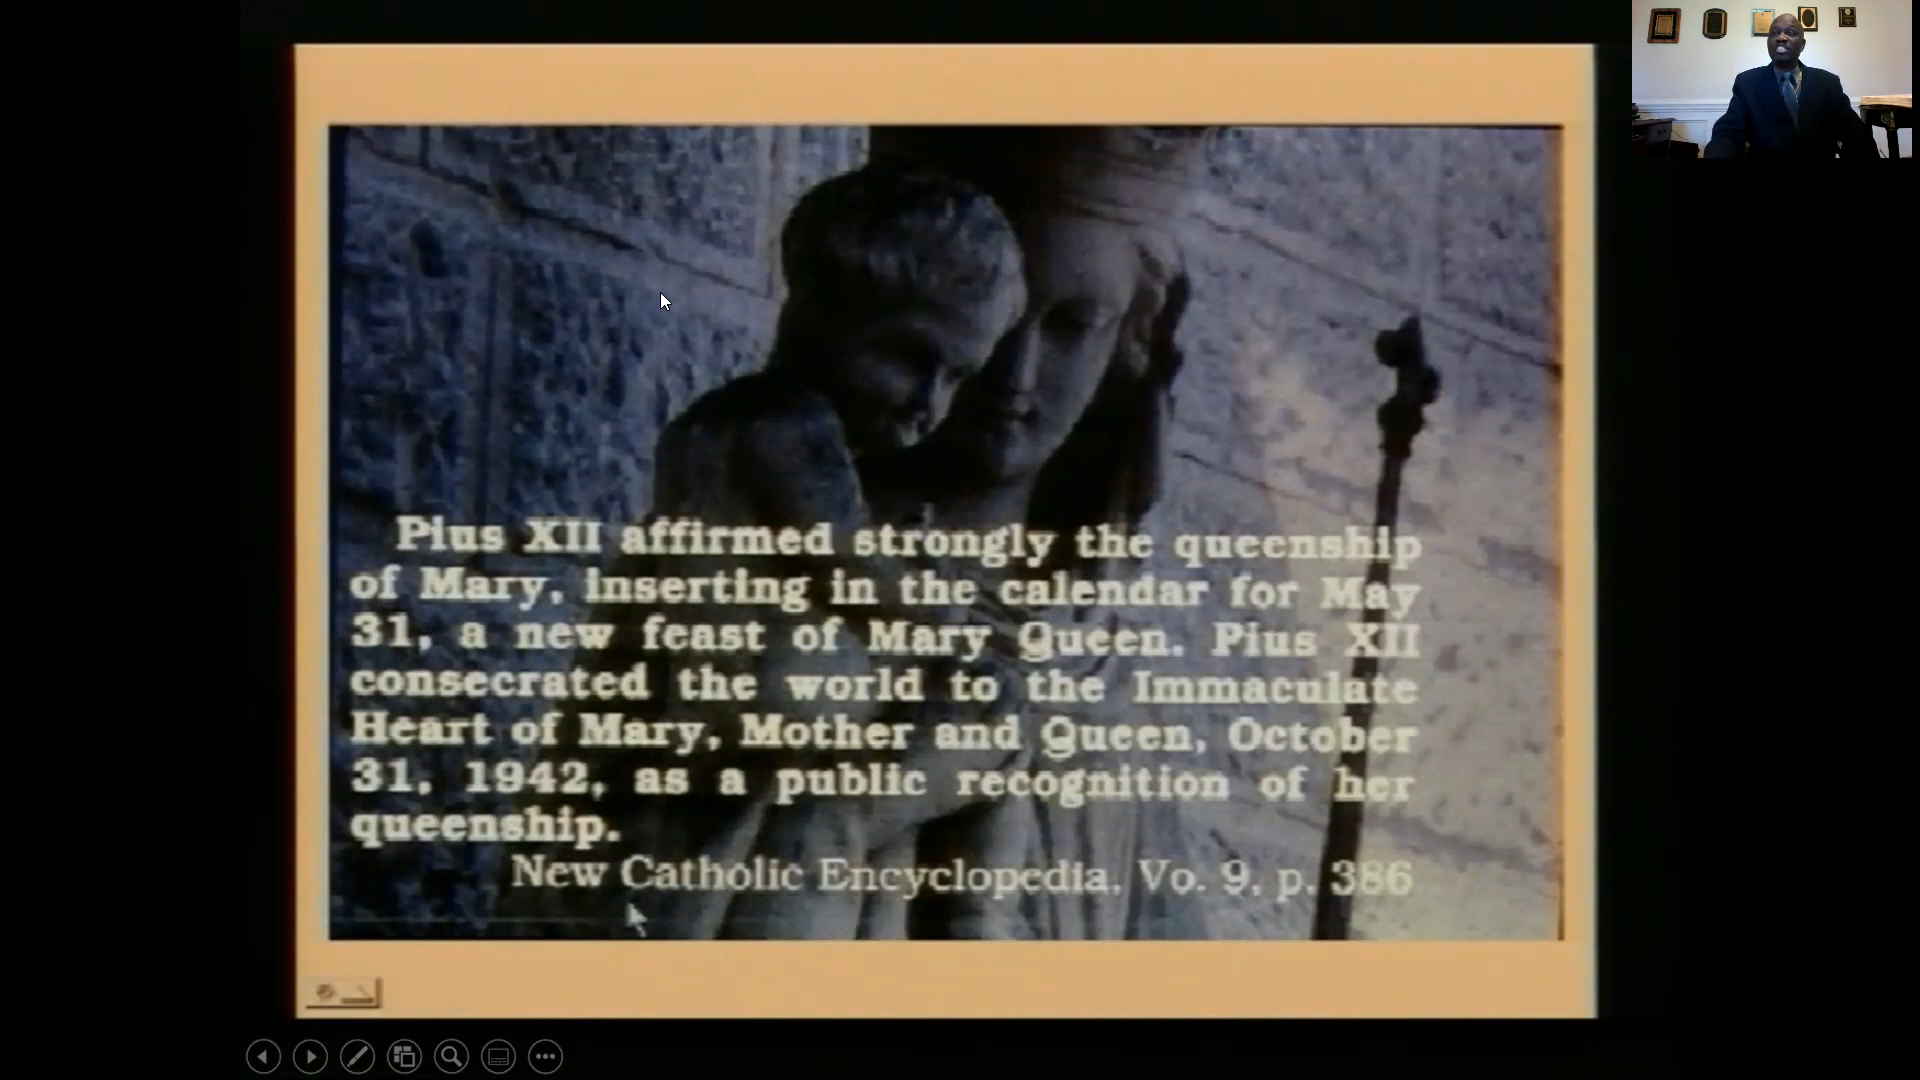 Pius XII affirmed strongly the queenship
of Mary, inserting in the calendar for May
31, a new feast of Mary Queen. Pius XII
consecrated the world to the Immaculate
Heart of Mary, Mother and Queen, October
31, 1942, as a public recognition of her
queenship.
New Catholic Encyclopedia, Vo. 9, p. 386